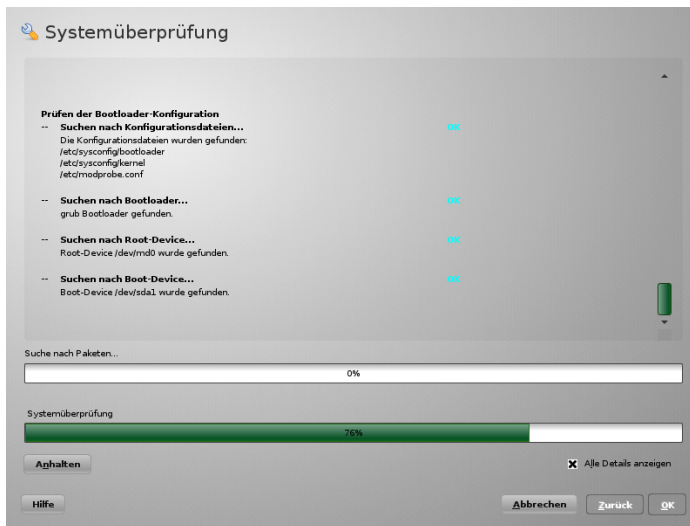 Systemüberprüfung
Prüfen der Bootloader-Konfiguration
-- Suchen nach Konfigurationsdateien... OK
Die Konfigurationsdateien wurden gefunden:
/etc/sysconfig/bootloader
/etc/sysconfig/kernel
/etc/modprobe.conf
-- Suchen nach Bootloader... OK
grub Bootloader gefunden.
-- Suchen nach Root-Device... OK
Root-Device /dev/md0 wurde gefunden.
-- Suchen nach Boot-Device... OK
Boot-Device /dev/sda1 wurde gefunden.
Suche nach Paketen...
0%
Systemüberprüfung
76%
Anhalten
Alle Details anzeigen
Hilfe
Abbrechen
Zurück
OK